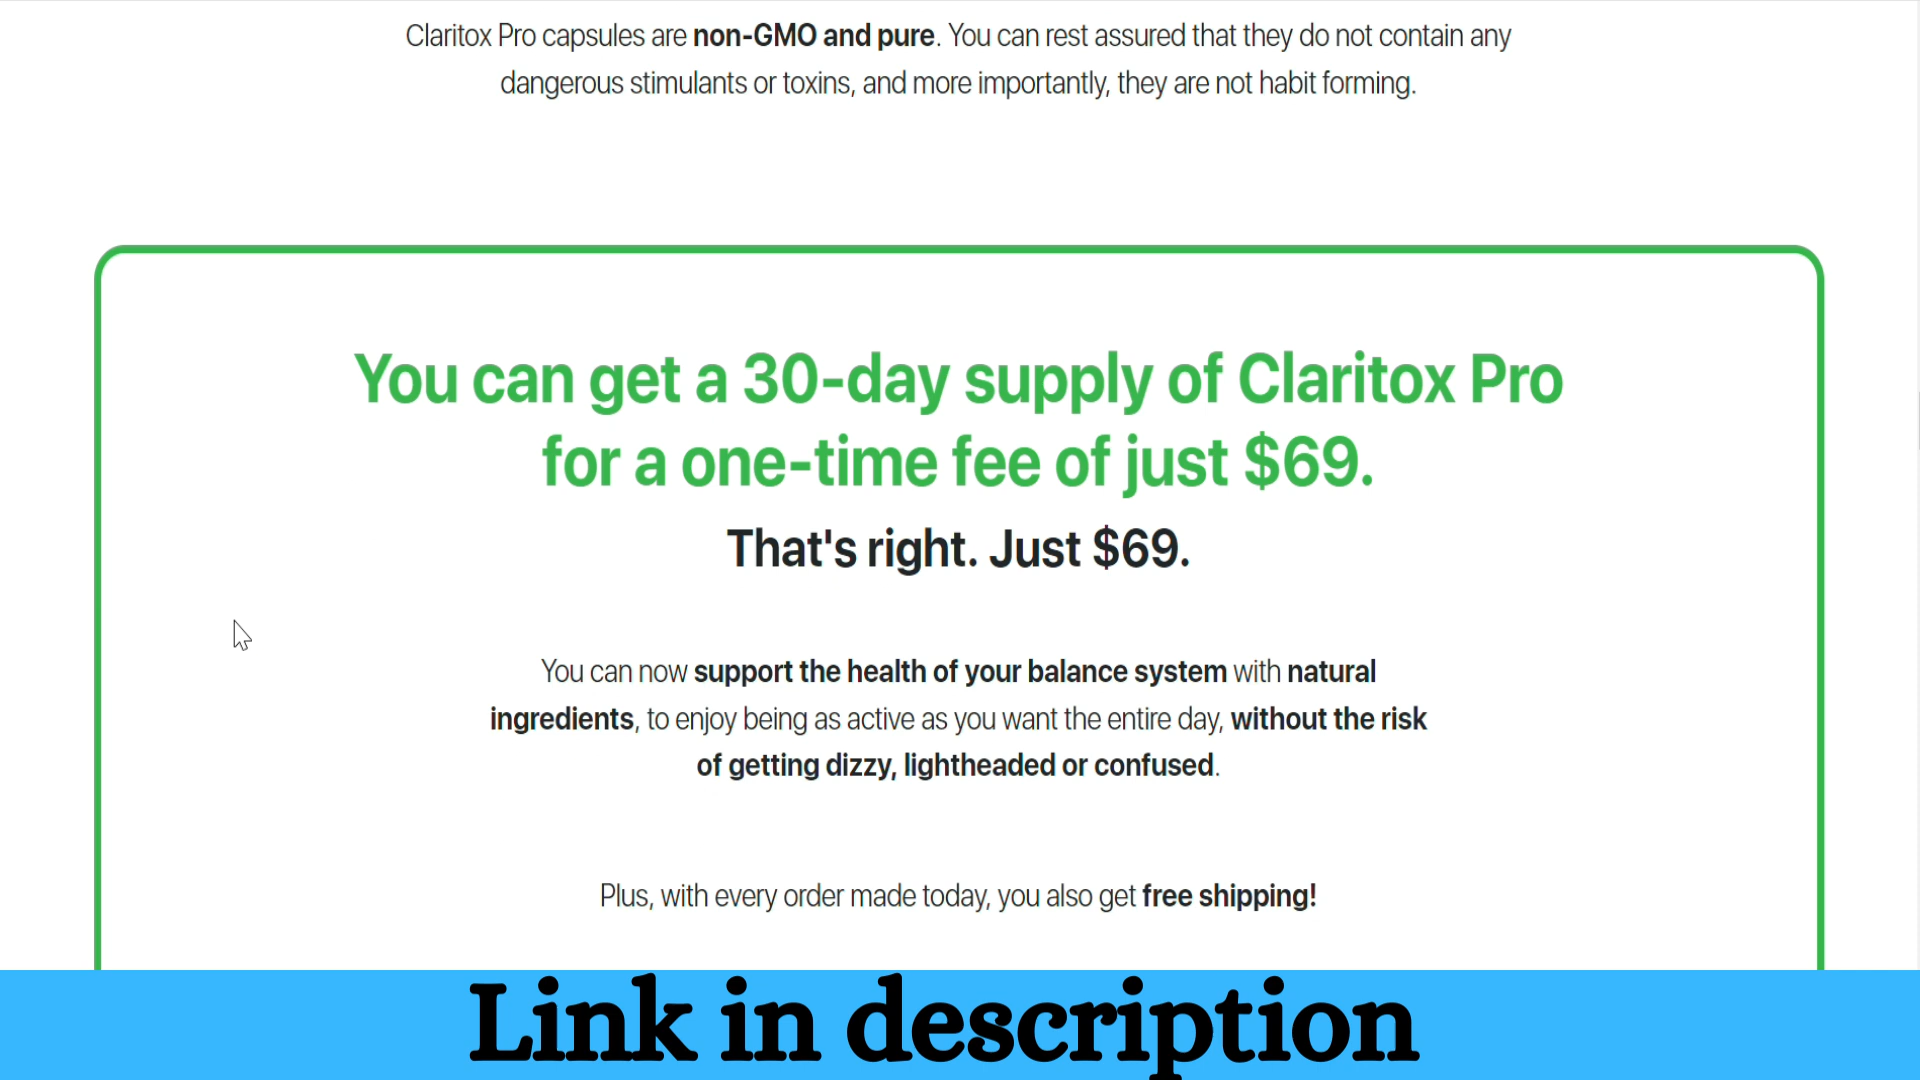 Claritox Pro capsules are non-GMO and pure. You can rest assured that they do not contain any
dangerous stimulants or toxins, and more importantly, they are not habit forming.
You can get a 30-day supply of Claritox Pro
for a one-time fee of just $69.
That's right. Just $69.
You can now support the health of your balance system with natural
ingredients, to enjoy being as active as you want the entire day, without the risk
of getting dizzy, lightheaded or confused.
Plus, with every order made today, you also get free shipping!
Link in description